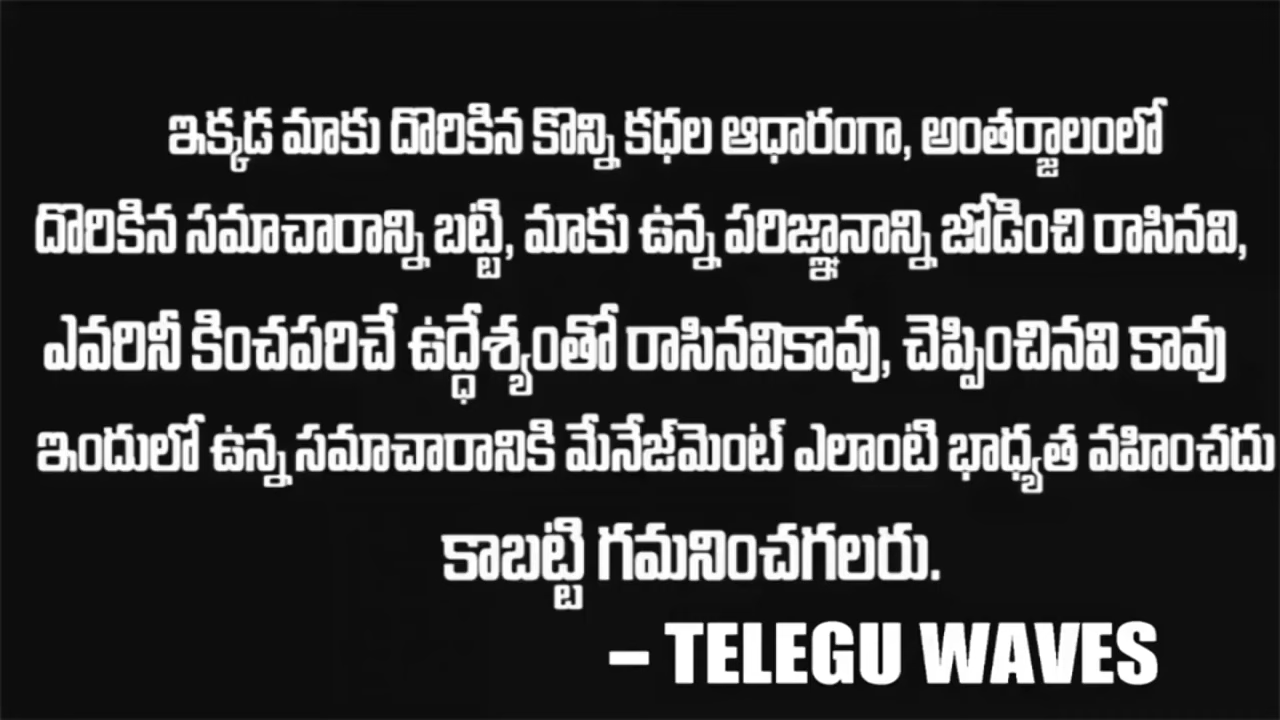 ఇక్కడ మాకు దొరికిన కొన్ని కధల ఆధారంగా, అంతర్జాలంలో
దొరికిన సమాచారాన్ని బట్టి, మాకు ఉన్న పరిజ్ఞానాన్ని జోడించి రాసినవి,
ఎవరినీ కించపరిచే ఉద్ధేశ్యంతో రాసినవికావు, చెప్పించినవి కావు
ఇందులో ఉన్న సమాచారానికి మేనేజ్‌మెంట్ ఎలాంటి భాధ్యత వహించదు
కాబట్టి గమనించగలరు.
– TELEGU WAVES